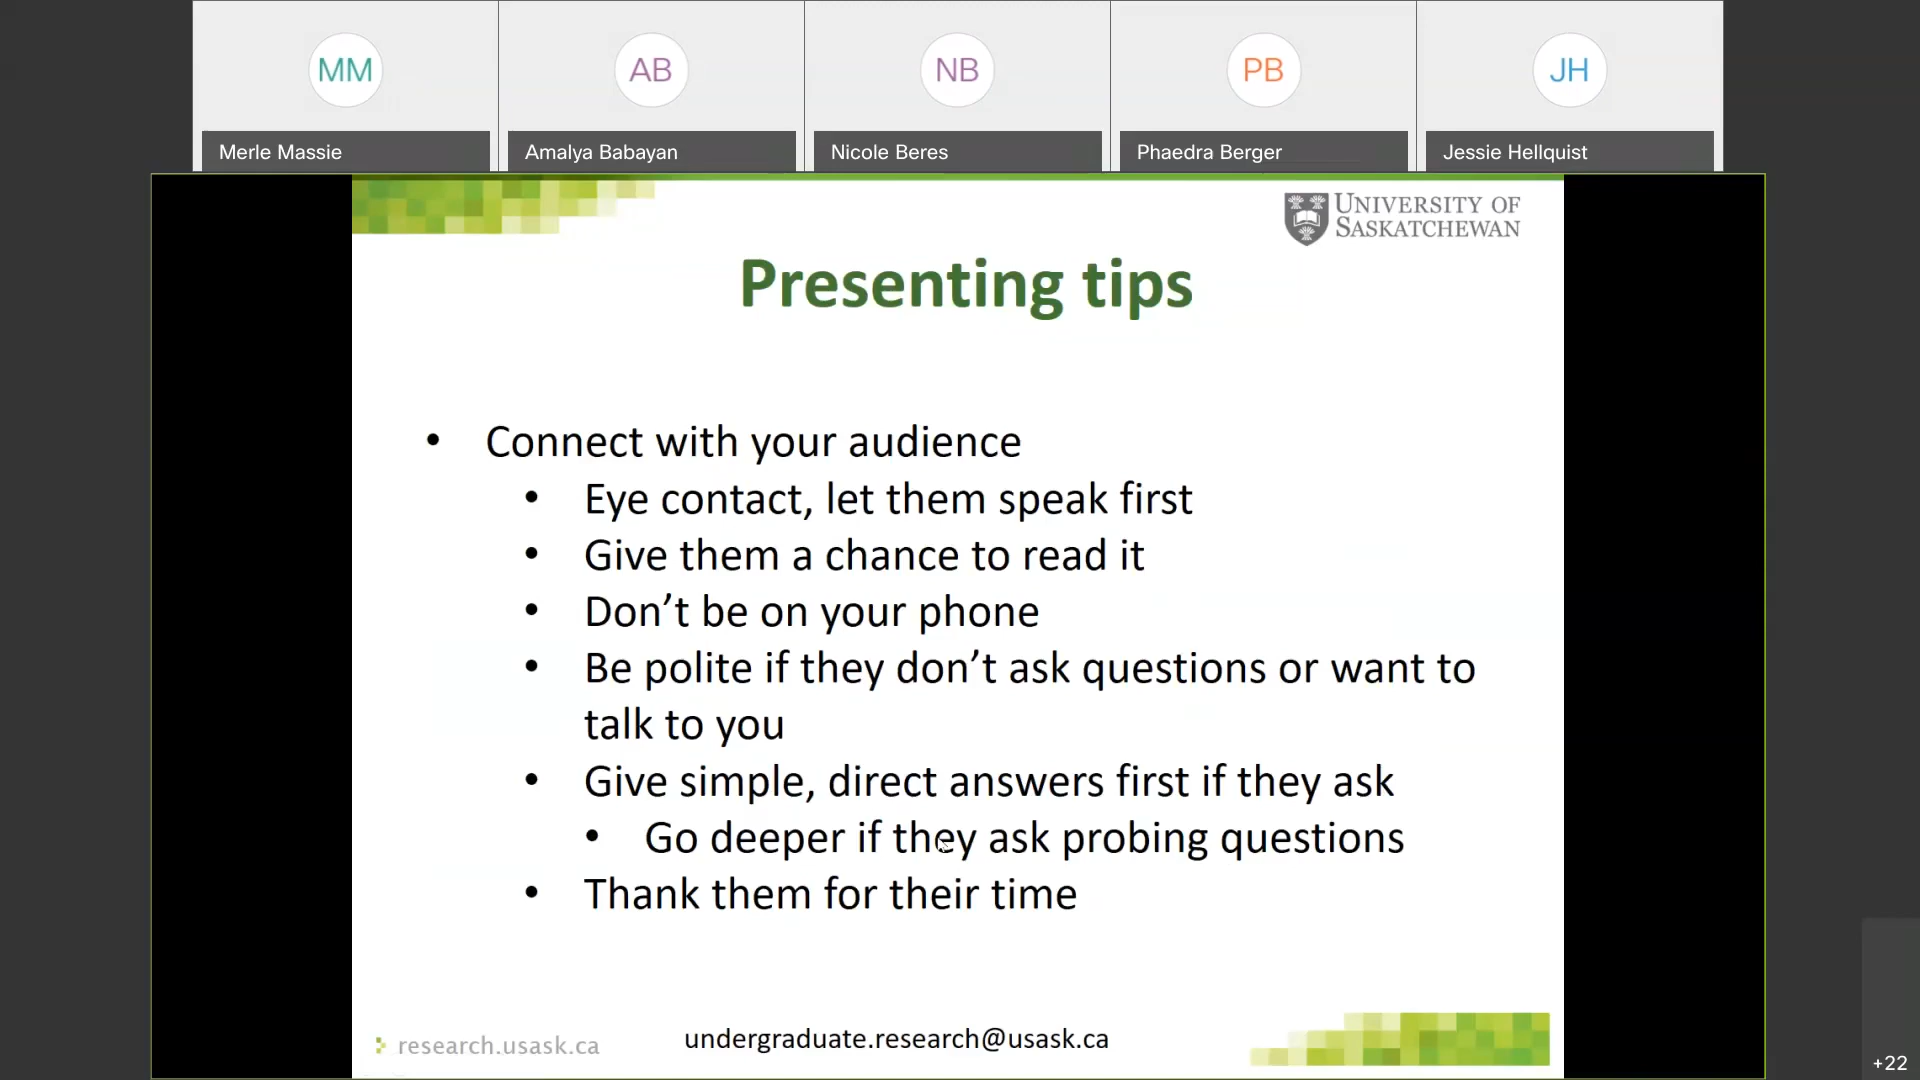 MM
AB
NB
PB
JH
Merle Massie
Amalya Babayan
Nicole Beres
Phaedra Berger
Jessie Hellquist
UNIVERSITY OF
SASKATCHEWAN
Presenting tips
• Connect with your audience
• Eye contact, let them speak first
• Give them a chance to read it
• Don’t be on your phone
• Be polite if they don’t ask questions or want to
talk to you
• Give simple, direct answers first if they ask
• Go deeper if they ask probing questions
• Thank them for their time
research.usask.ca
undergraduate.research@usask.ca
+22